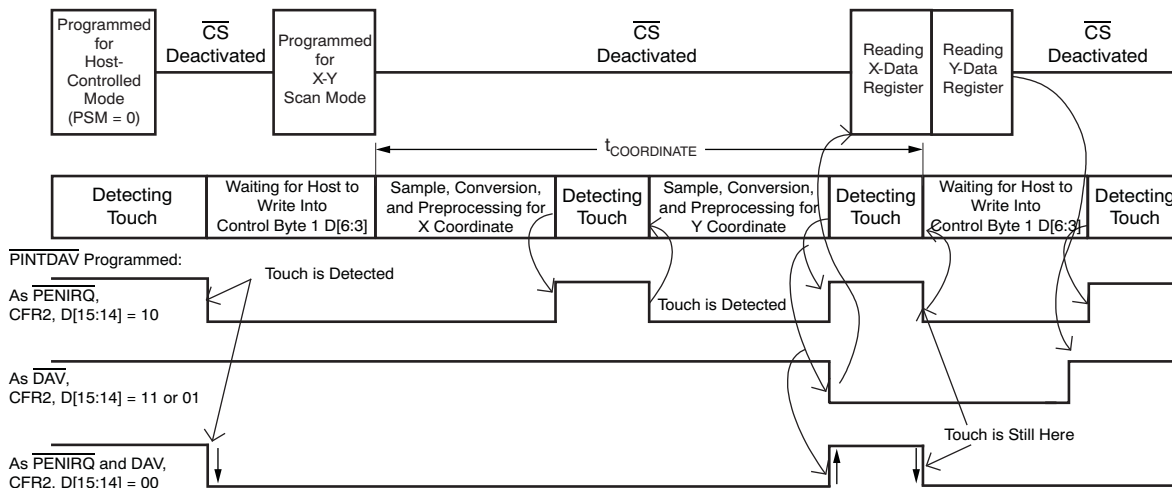 Programmed
for
Host-
Controlled
Mode
(PSM = 0)
CS
Deactivated
Programmed
for
X-Y
Scan Mode
CS
Deactivated
Reading
X-Data
Register
Reading
Y-Data
Register
CS
Deactivated
tCOORDINATE
Detecting
Touch
Waiting for Host to
Write Into
Control Byte 1 D[6:3]
Sample, Conversion,
and Preprocessing for
X Coordinate
Detecting
Touch
Sample, Conversion,
and Preprocessing for
Y Coordinate
Detecting
Touch
Waiting for Host to
Write Into
Control Byte 1 D[6:3]
Detecting
Touch
PINTDAV Programmed:
Touch is Detected
As PENIRQ,
CFR2, D[15:14] = 10
Touch is Detected
As DAV,
CFR2, D[15:14] = 11 or 01
Touch is Still Here
As PENIRQ and DAV,
CFR2, D[15:14] = 00